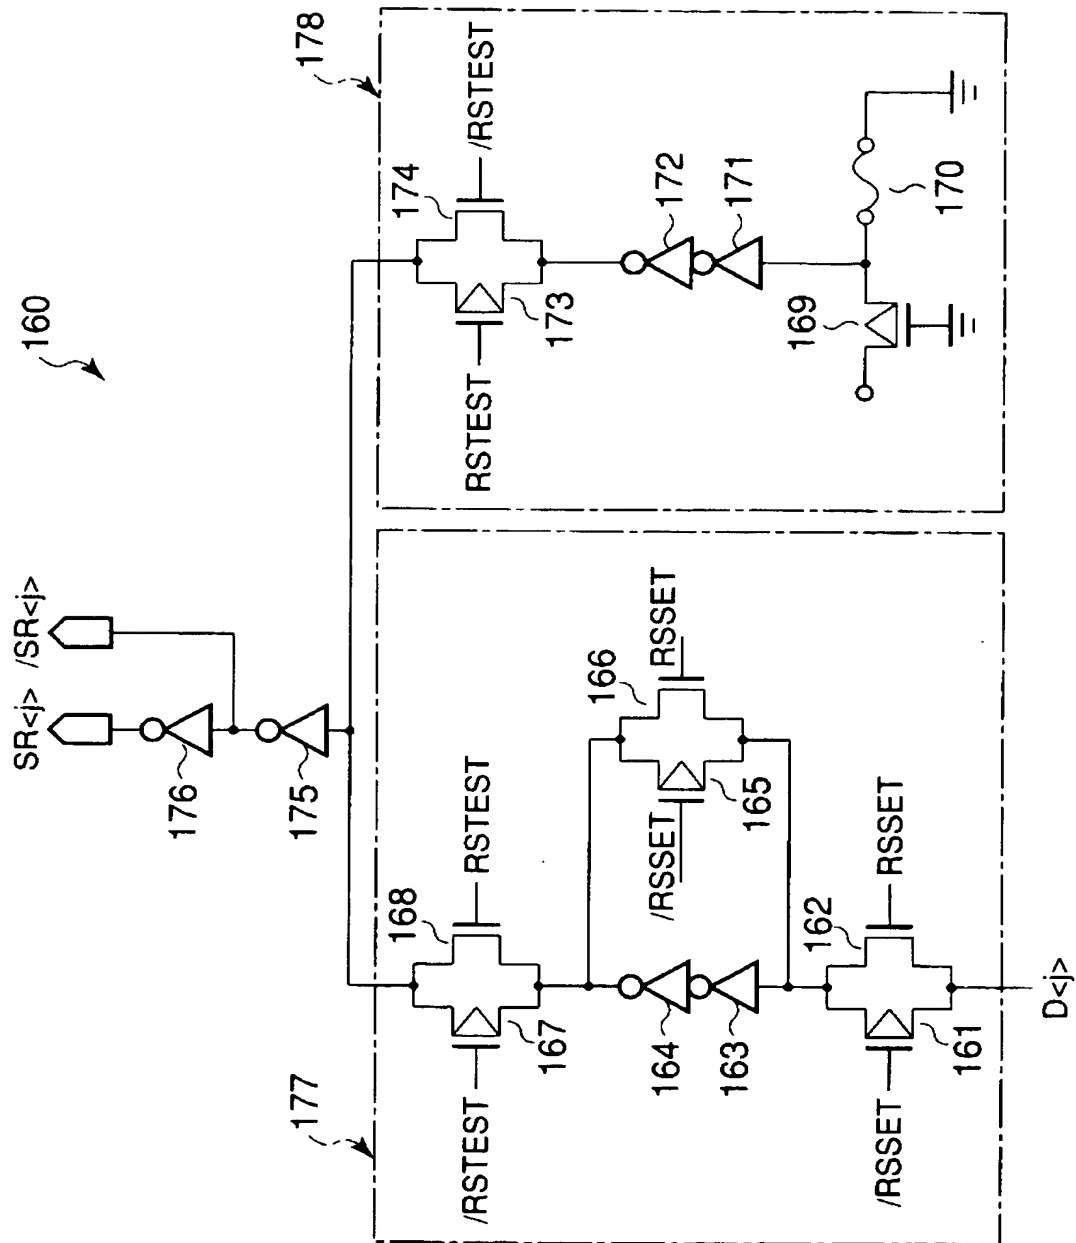 160
SR<j> /SR<j>
176
175
177
178
/RSTEST
167
168
RSTEST
164
163
/RSSET
165
166
RSSET
/RSSET
161
162
RSSET
D<j>
RSTEST
173
174
/RSTEST
172
171
169
170